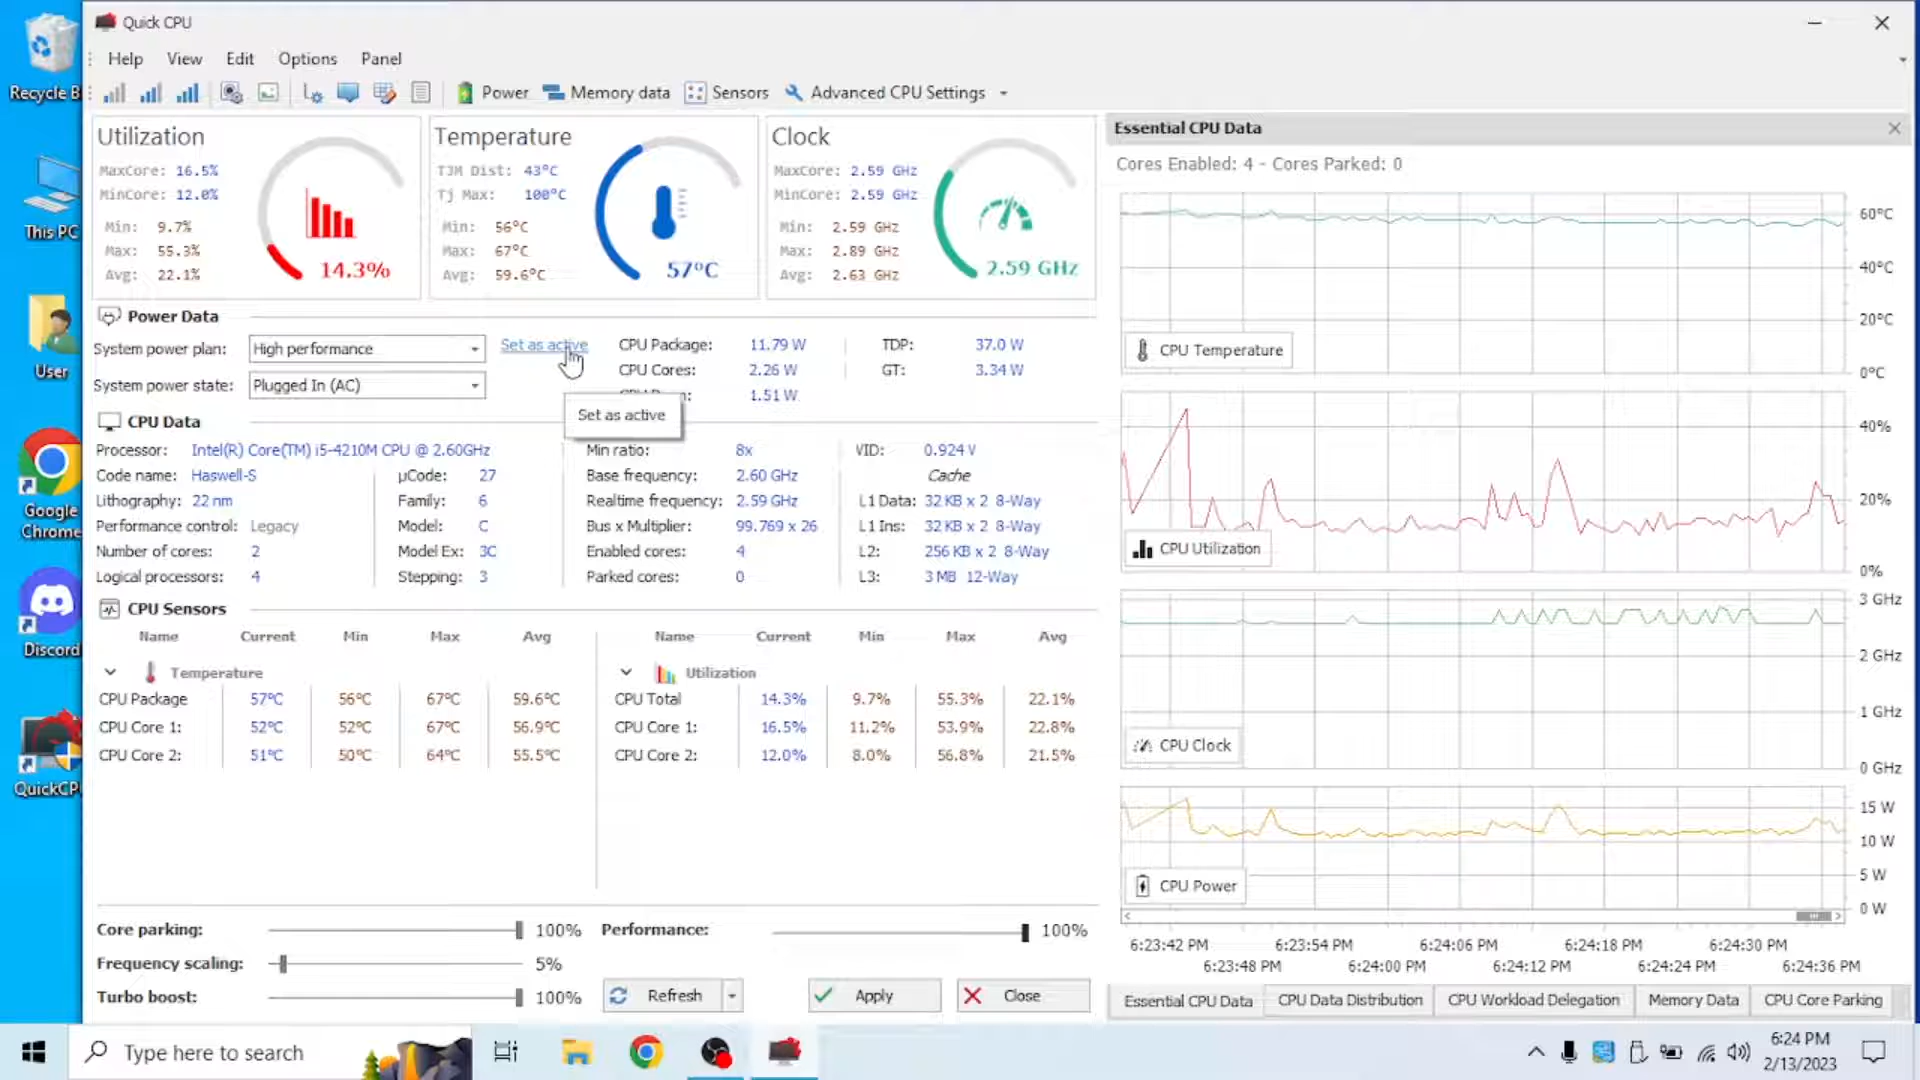 Quick CPU
Help View Edit Options Panel
Power Memory data Sensors Advanced CPU Settings
Utilization
MaxCore: 16.5%
MinCore: 12.0%
Min: 9.7%
Max: 55.3%
Avg: 22.1%
14.3%
Temperature
TJM Dist: 43°C
Tj Max: 100°C
Min: 56°C
Max: 67°C
Avg: 59.6°C
57°C
Clock
MaxCore: 2.59 GHz
MinCore: 2.59 GHz
Min: 2.59 GHz
Max: 2.89 GHz
Avg: 2.63 GHz
2.59 GHz
Power Data
System power plan: High performance Set as active
System power state: Plugged In (AC)
CPU Package: 11.79 W
CPU Cores: 2.26 W
1.51 W
TDP: 37.0 W
GT: 3.34 W
Set as active
CPU Data
Processor: Intel(R) Core(TM) i5-4210M CPU @ 2.60GHz
Code name: Haswell-S
Lithography: 22 nm
Performance control: Legacy
Number of cores: 2
Logical processors: 4
µCode: 27
Family: 6
Model: C
Model Ex: 3C
Stepping: 3
Min ratio: 8x
Base frequency: 2.60 GHz
Realtime frequency: 2.59 GHz
Bus x Multiplier: 99.769 x 26
Enabled cores: 4
Parked cores: 0
VID: 0.924 V
Cache
L1 Data: 32 KB x 2 8-Way
L1 Ins: 32 KB x 2 8-Way
L2: 256 KB x 2 8-Way
L3: 3 MB 12-Way
CPU Sensors
Name Current Min Max Avg
Temperature
CPU Package 57°C 56°C 67°C 59.6°C
CPU Core 1: 52°C 52°C 67°C 56.9°C
CPU Core 2: 51°C 50°C 64°C 55.5°C
Name Current Min Max Avg
Utilization
CPU Total 14.3% 9.7% 55.3% 22.1%
CPU Core 1: 16.5% 11.2% 53.9% 22.8%
CPU Core 2: 12.0% 8.0% 56.8% 21.5%
Core parking: 100%
Frequency scaling: 5%
Turbo boost: 100%
Performance: 100%
Refresh Apply Close
Essential CPU Data
Cores Enabled: 4 - Cores Parked: 0
60°C
40°C
20°C
0°C
CPU Temperature
40%
20%
0%
CPU Utilization
3 GHz
2 GHz
1 GHz
0 GHz
CPU Clock
15 W
10 W
5 W
0 W
CPU Power
6:23:42 PM 6:23:54 PM 6:24:06 PM 6:24:18 PM 6:24:30 PM
6:23:48 PM 6:24:00 PM 6:24:12 PM 6:24:24 PM 6:24:36 PM
Essential CPU Data CPU Data Distribution CPU Workload Delegation Memory Data CPU Core Parking
Recycle B
This PC
User
Google
Chrome
Discord
QuickCP
Type here to search
6:24 PM
2/13/2023